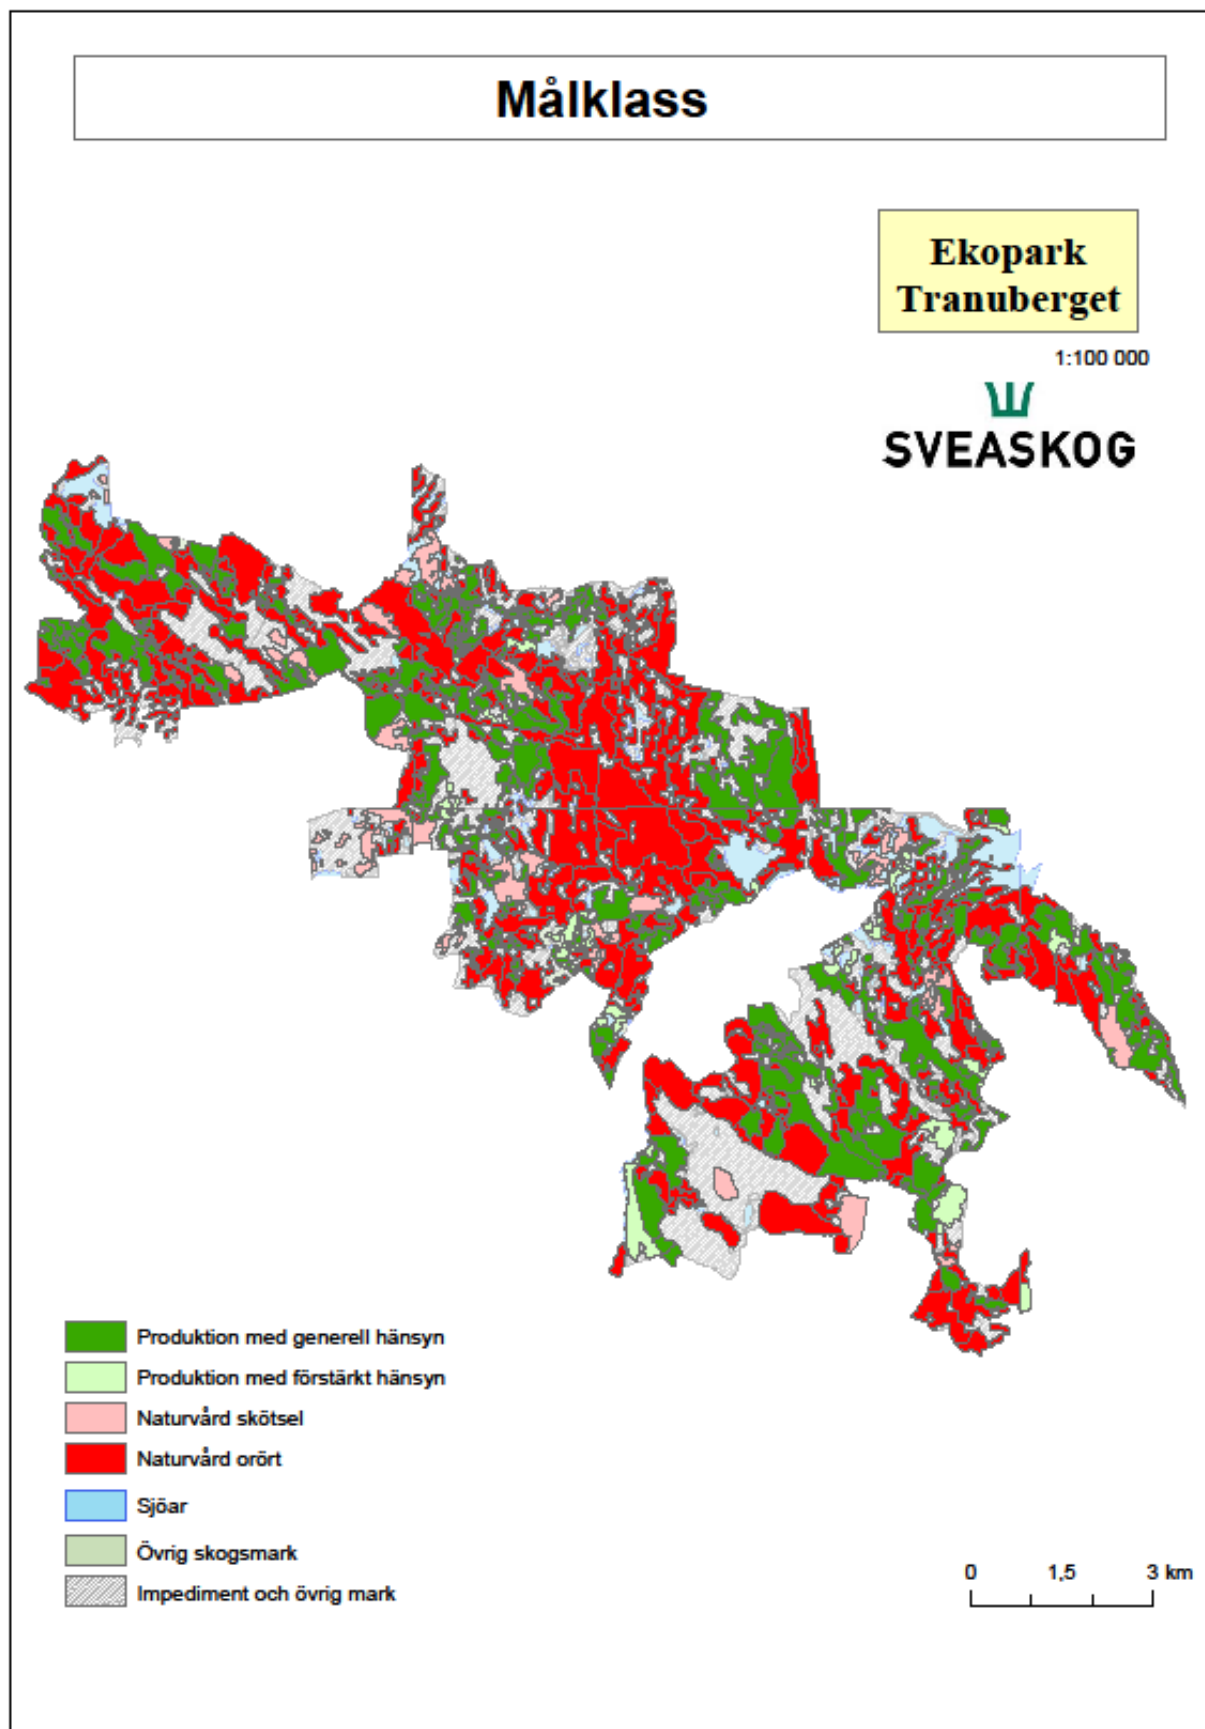 Målklass
Ekopark
Tranuberget
1:100 000
SVEASKOG
Produktion med generell hänsyn
Produktion med förstärkt hänsyn
Naturvård skötsel
Naturvård orört
Sjöar
Övrig skogsmark
Impediment och övrig mark
0 1,5 3 km